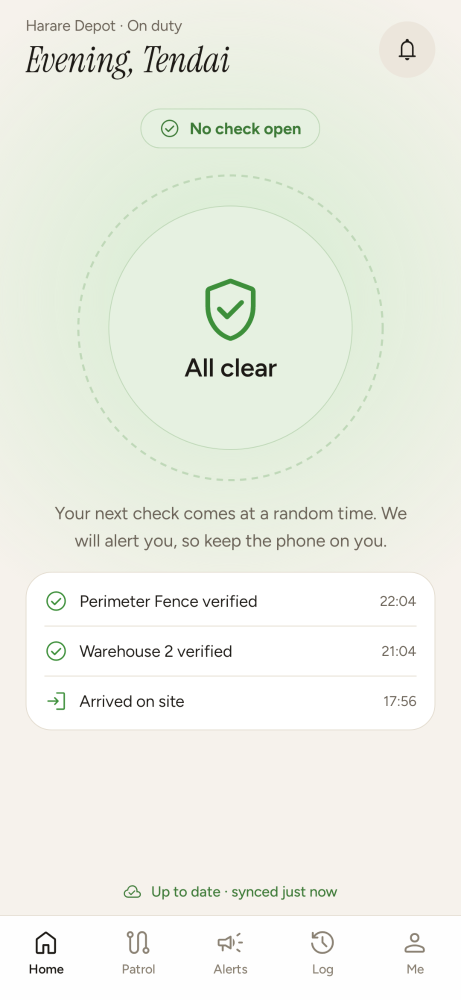 Harare Depot · On duty
Evening, Tendai
No check open
All clear
Your next check comes at a random time. We
will alert you, so keep the phone on you.
Perimeter Fence verified 22:04
Warehouse 2 verified 21:04
Arrived on site 17:56
Up to date · synced just now
Home Patrol Alerts Log Me